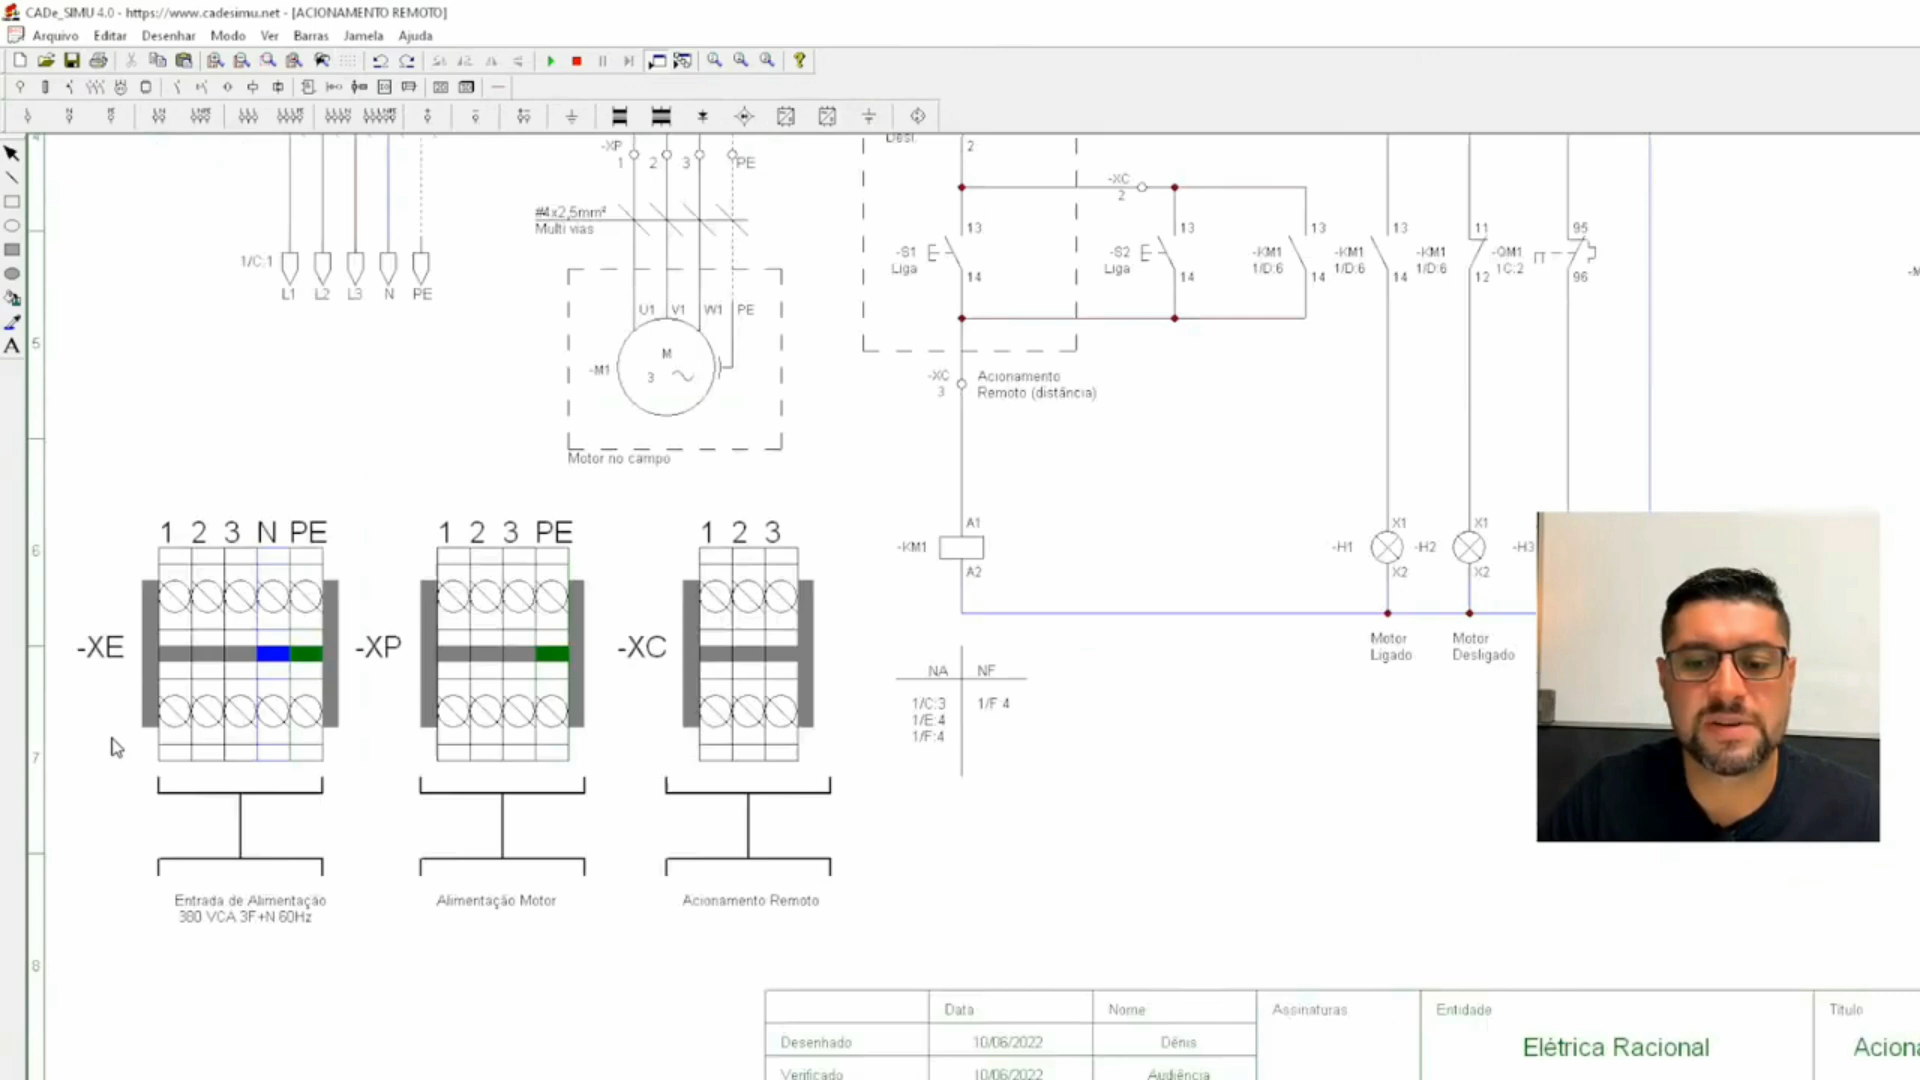 CADe_SIMU 4.0 - https://www.cadesimu.net - [ACIONAMENTO REMOTO]
Arquivo Editar Desenhar Modo Ver Barras Jamela Ajuda
-XP
1 2 3 PE
2
-XC
2
#4x2,5mm²
Multi vias
13 13 13 13 11 95
-S1
Liga
-S2
Liga
-KM1
1/D:6
-KM1
1/D:6
-KM1
1/D:6
-QM1
1C:2
14 14 14 14 12 96
1/C:1
L1 L2 L3 N PE
U1 V1 W1 PE
5
M
3
-M1
-XC
3
Acionamento
Remoto (distância)
Motor no campo
1 2 3 N PE
1 2 3 PE
1 2 3
6
A1
-KM1
A2
X1 X1
-H1 -H2 -H3
X2 X2
-XE
-XP
-XC
Motor
Ligado
Motor
Desligado
NA NF
1/C:3 1/F 4
1/E:4
1/F:4
7
Entrada de Alimentação
380 VCA 3F+N 60Hz
Alimentação Motor
Acionamento Remoto
8
Data Nome Assinaturas Entidade Título
Desenhado 10/06/2022 Dênis
Elétrica Racional
Aciona
Verificado 10/06/2022 Audiência